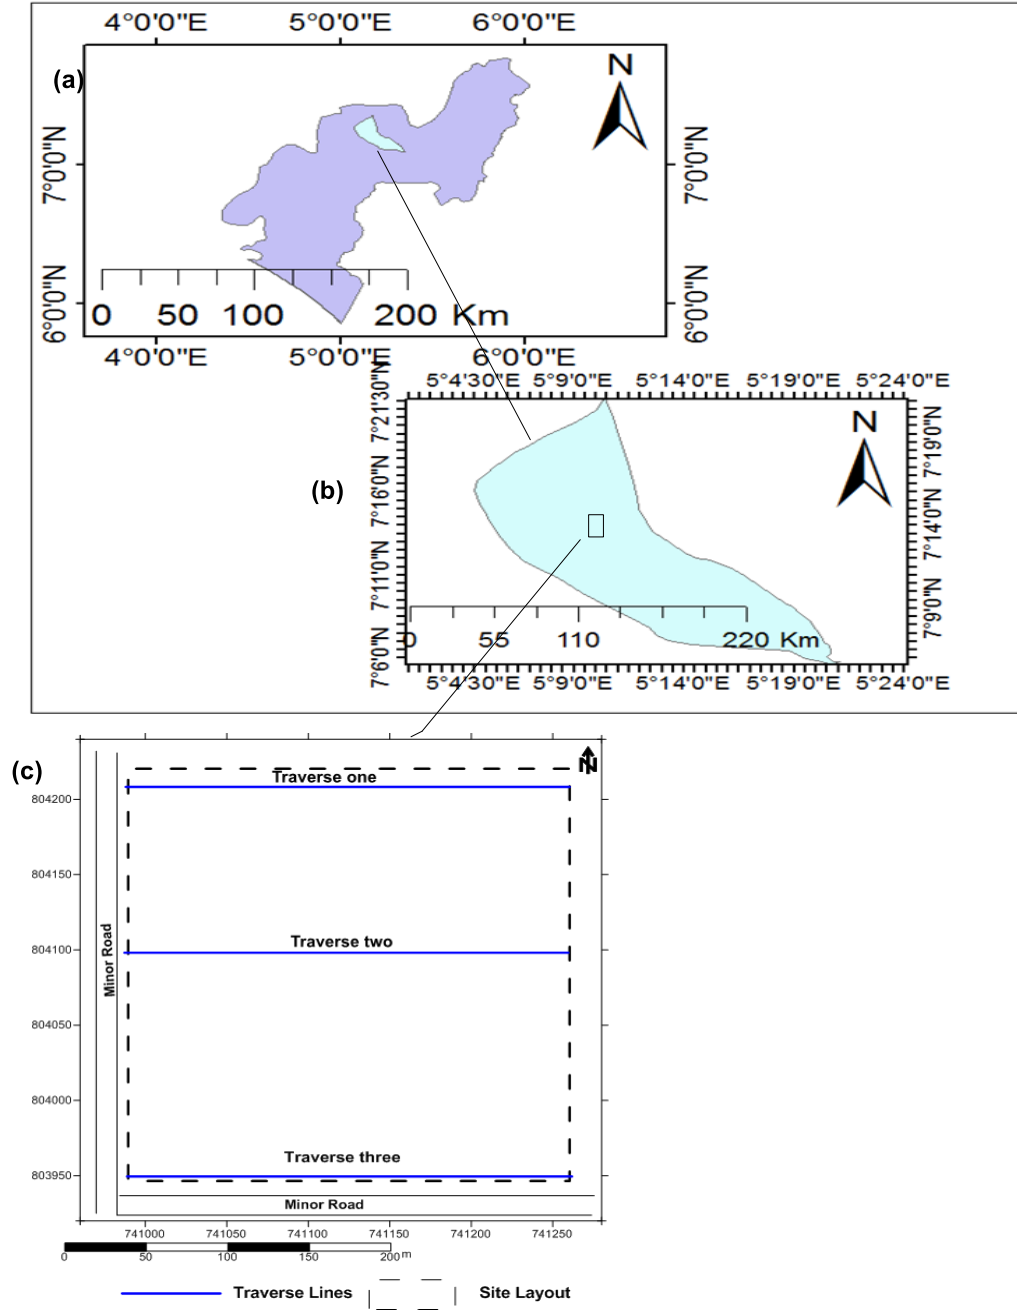 4°0'0"E 5°0'0"E 6°0'0"E
(a)
N
7°0'0"N 7°0'0"N
6°0'0"N 6°0'0"N
0 50 100 200 Km
4°0'0"E 5°0'0"E 6°0'0"E
5°4'30"E 5°9'0"E 5°14'0"E 5°19'0"E 5°24'0"E
(b)
N
7°21'30"N 7°19'0"N
7°16'0"N 7°14'0"N
7°11'0"N 7°9'0"N
7°6'0"N
0 55 110 220 Km
5°4'30"E 5°9'0"E 5°14'0"E 5°19'0"E 5°24'0"E
(c)
N
Traverse one
804200
804150
Traverse two
804100
Minor Road
804050
804000
Traverse three
803950
Minor Road
741000 741050 741100 741150 741200 741250
0 50 100 150 200 m
Traverse Lines Site Layout